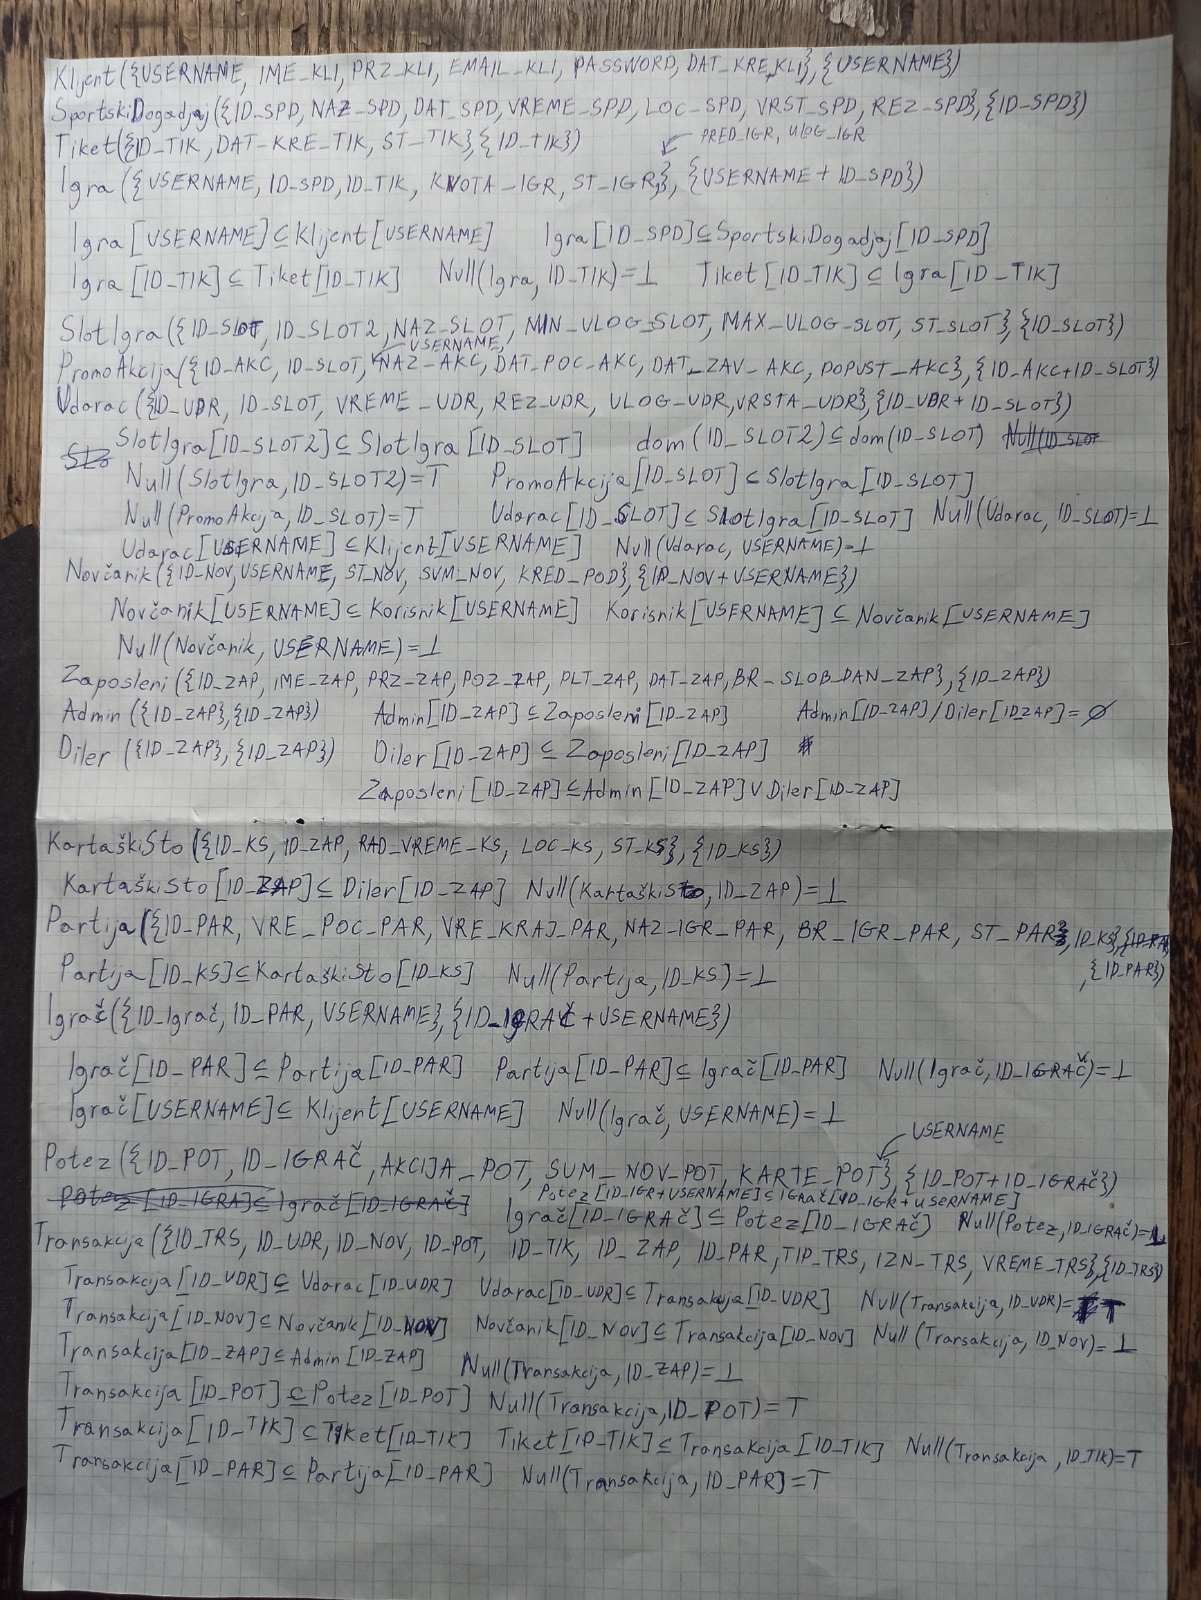 Klijent({USERNAME, IME_KLI, PRZ_KLI, EMAIL_KLI, PASSWORD, DAT_KRE_KLI}, {USERNAME})
SportskiDogadjaj({ID_SPD, NAZ_SPD, DAT_SPD, VREME_SPD, LOC_SPD, VRST_SPD, REZ_SPD}, {ID_SPD})
Tiket({ID_TIK, DAT_KRE_TIK, ST_TIK}, {ID_TIK})
PRED_IGR, ULOG_IGR
Igra ({USERNAME, ID_SPD, ID_TIK, KVOTA_IGR, ST_IGR,}, {USERNAME + ID_SPD})
Igra[USERNAME]⊆Klijent[USERNAME] Igra[ID_SPD]⊆SportskiDogadjaj[ID_SPD]
Igra [ID_TIK] ⊆ Tiket[ID_TIK] Null(Igra, ID_TIK)=⊥ Tiket[ID_TIK] ⊆ Igra[ID_TIK]
SlotIgra({ID_SLOT, ID_SLOT2, NAZ_SLOT, MIN_ULOG_SLOT, MAX_ULOG_SLOT, ST_SLOT}, {ID_SLOT})
USERNAME,
PromoAkcija({ID_AKC, ID_SLOT, NAZ_AKC, DAT_POC_AKC, DAT_ZAV_AKC, POPUST_AKC}, {ID_AKC+ID_SLOT})
Udarac ({ID_UDR, ID_SLOT, VREME_UDR, REZ_UDR, ULOG_UDR, VRSTA_UDR}, {ID_UDR + ID_SLOT})
SlotIgra[ID_SLOT2] ⊆ SlotIgra [ID_SLOT] dom(ID_SLOT2) ⊆ dom(ID_SLOT) Null(ID_SLOT
Null(SlotIgra, ID_SLOT2)=T PromoAkcija[ID_SLOT] ⊆ SlotIgra[ID_SLOT]
Null(PromoAkcija, ID_SLOT)=T Udarac[ID_SLOT] ⊆ SlotIgra[ID_SLOT] Null(Udarac, ID_SLOT)=⊥
Udarac[USERNAME] ⊆ Klijent[USERNAME] Null(Udarac, USERNAME)=⊥
Novčanik({ID_NOV, USERNAME, ST_NOV, SUM_NOV, KRED_POD}, {ID_NOV + USERNAME})
Novčanik[USERNAME] ⊆ Korisnik[USERNAME] Korisnik[USERNAME] ⊆ Novčanik[USERNAME]
Null(Novčanik, USERNAME)=⊥
Zaposleni({ID_ZAP, IME_ZAP, PRZ_ZAP, POZ_ZAP, PLT_ZAP, DAT_ZAP, BR_SLOB_DAN_ZAP}, {ID_ZAP})
Admin ({ID_ZAP}, {ID_ZAP}) Admin[ID_ZAP] ⊆ Zaposleni[ID_ZAP] Admin[ID_ZAP]/Diler[IDZAP]=∅
Diler ({ID_ZAP}, {ID_ZAP}) Diler[ID_ZAP] ⊆ Zaposleni[ID_ZAP]
Zaposleni[ID_ZAP]⊆Admin[ID_ZAP] ∪ Diler[ID_ZAP]
KartaškiSto ({ID_KS, ID_ZAP, RAD_VREME_KS, LOC_KS, ST_KS}, {ID_KS})
KartaškiSto[ID_ZAP]⊆ Diler[ID_ZAP] Null(KartaškiSto, ID_ZAP)=⊥
Partija({ID_PAR, VRE_POC_PAR, VRE_KRAJ_PAR, NAZ_IGR_PAR, BR_IGR_PAR, ST_PAR, ID_KS}, {ID_PAR
, {ID_PAR})
Partija[ID_KS]⊆KartaškiSto[ID_KS] Null(Partija, ID_KS)=⊥
Igrač({ID_Igrač, ID_PAR, USERNAME}, {ID_IGRAČ + USERNAME})
Igrač[ID_PAR] ⊆ Partija[ID_PAR] Partija[ID_PAR] ⊆ Igrač[ID_PAR] Null(Igrač, ID_IGRAČ)=⊥
Igrač[USERNAME] ⊆ Klijent[USERNAME] Null(Igrač, USERNAME)=⊥
USERNAME
Potez ({ID_POT, ID_IGRAČ, AKCIJA_POT, SUM_NOV_POT, KARTE_POT}, {ID_POT + ID_IGRAČ})
Potez[ID_IGR+USERNAME]⊆Igrač[ID_IGR+USERNAME]
Potez [ID_IGRA]⊆ Igrač[ID_IGRAČ] Igrač[ID_IGRAČ] ⊆ Potez[ID_IGRAČ) Null(Potez, ID_IGRAČ)=⊥
Transakcija ({ID_TRS, ID_UDR, ID_NOV, ID_POT, ID_TIK, ID_ZAP, ID_PAR, TIP_TRS, IZN_TRS, VREME_TRS}, {ID_TRS})
Transakcija[ID_UDR] ⊆ Udarac[ID_UDR] Udarac[ID_UDR] ⊆ Transakcija[ID_UDR] Null(Transakcija, ID_UDR)=T
Transakcija[ID_NOV] ⊆ Novčanik[ID_NOV] Novčanik[ID_NOV] ⊆ Transakcija[ID_NOV] Null (Transakcija, ID_NOV)=⊥
Transakcija[ID_ZAP] ⊆ Admin[ID_ZAP] Null(Transakcija, ID_ZAP)=⊥
Transakcija [ID_POT] ⊆ Potez[ID_POT] Null(Transakcija, ID_POT)=T
Transakcija[ID_TIK] ⊆ Tiket[ID_TIK] Tiket[ID_TIK] ⊆ Transakcija[ID_TIK] Null(Transakcija, ID_TIK)=T
Transakcija[ID_PAR] ⊆ Partija[ID_PAR] Null(Transakcija, ID_PAR]=T